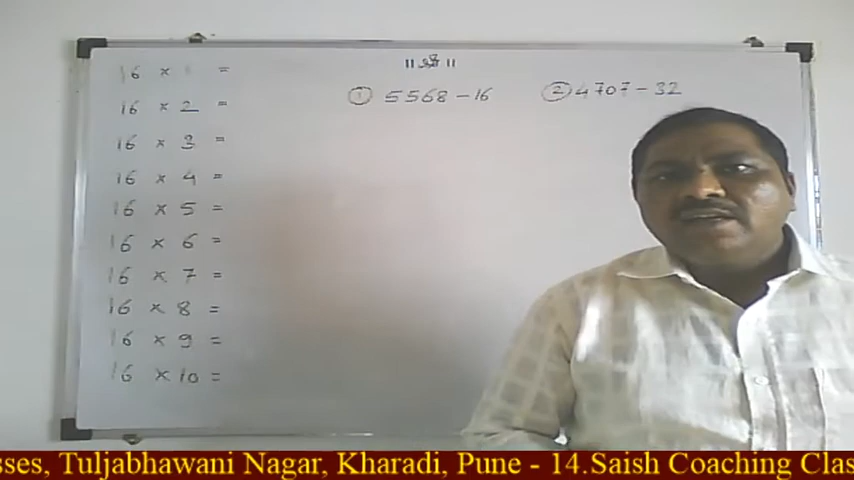 ॥ श्री ॥
16 × 1 =
16 × 2 =
16 × 3 =
16 × 4 =
16 × 5 =
16 × 6 =
16 × 7 =
16 × 8 =
16 × 9 =
16 × 10 =
① 5568 - 16
② 4707 - 32
sses, Tuljabhawani Nagar, Kharadi, Pune - 14.Saish Coaching Clas